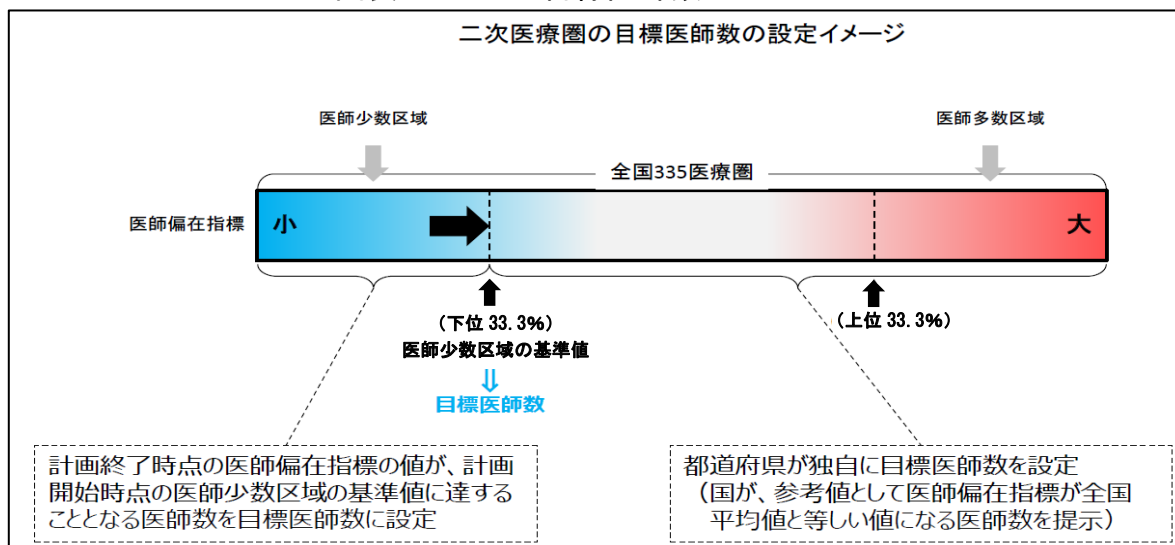 二次医療圏の目標医師数の設定イメージ
医師少数区域
医師多数区域
全国335医療圏
医師偏在指標
小
大
(下位 33.3%)
医師少数区域の基準値
⇓
目標医師数
(上位 33.3%)
計画終了時点の医師偏在指標の値が、計画
開始時点の医師少数区域の基準値に達する
こととなる医師数を目標医師数に設定
都道府県が独自に目標医師数を設定
（国が、参考値として医師偏在指標が全国
平均値と等しい値になる医師数を提示）